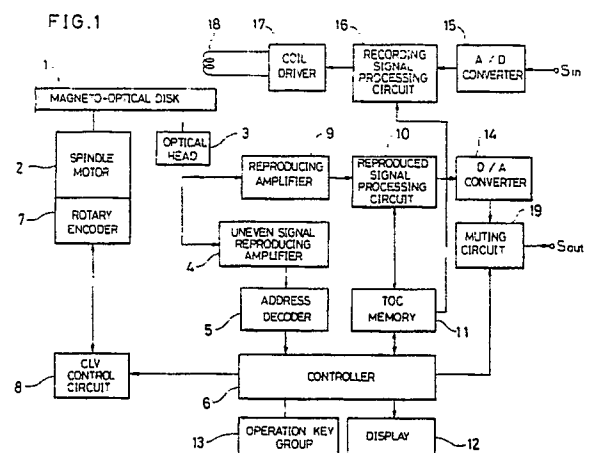 FIG.1
18
17
16
15
COIL
DRIVER
RECORDING
SIGNAL
PROCESSING
CIRCUIT
A/D
CONVERTER
Sin
1
MAGNETO-OPTICAL DISK
2
SPINDLE
MOTOR
OPTICAL
HEAD
3
9
10
14
REPRODUCING
AMPLIFIER
REPRODUCED
SIGNAL
PROCESSING
CIRCUIT
D/A
CONVERTER
7
ROTARY
ENCODER
19
UNEVEN SIGNAL
REPRODUCING
AMPLIFIER
4
MUTING
CIRCUIT
Sout
ADDRESS
DECODER
5
TOC
MEMORY
11
CLV
CONTROL
CIRCUIT
8
CONTROLLER
6
OPERATION KEY
GROUP
13
DISPLAY
12